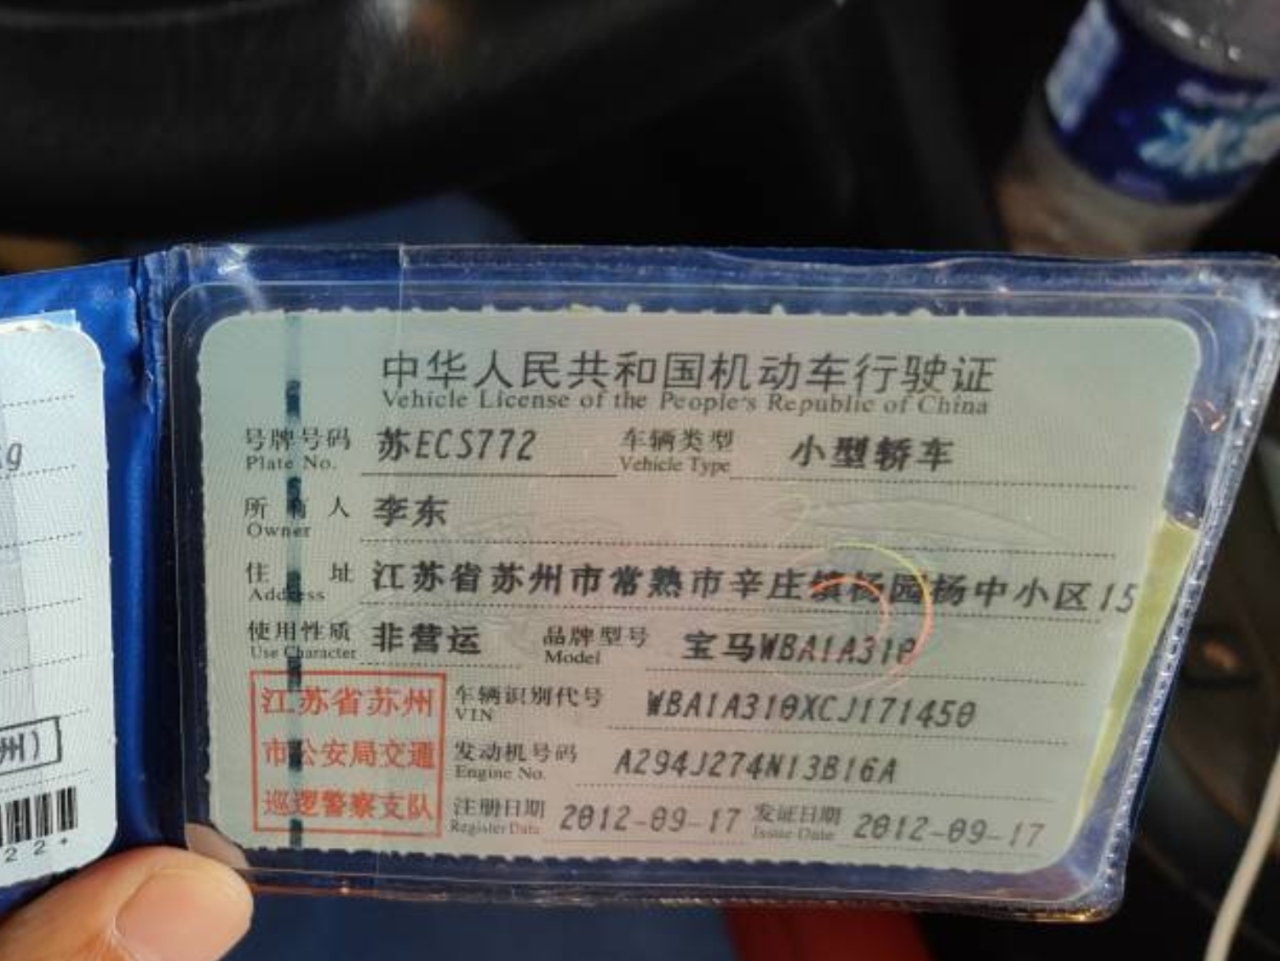 中华人民共和国机动车行驶证
Vehicle License of the People's Republic of China
号牌号码 苏ECS772 车辆类型 小型轿车
Plate No. Vehicle Type
所有人 李东
Owner
住址 江苏省苏州市常熟市辛庄镇杨园杨中小区15
Address
使用性质 非营运 品牌型号 宝马WBA1A310
Use Character Model
江苏省苏州 车辆识别代号 WBA1A310XCJ171450
VIN
市公安局交通 发动机号码 A294J274N13B16A
Engine No.
巡逻警察支队 注册日期 2012-09-17 发证日期 2012-09-17
Register Date Issue Date
22*